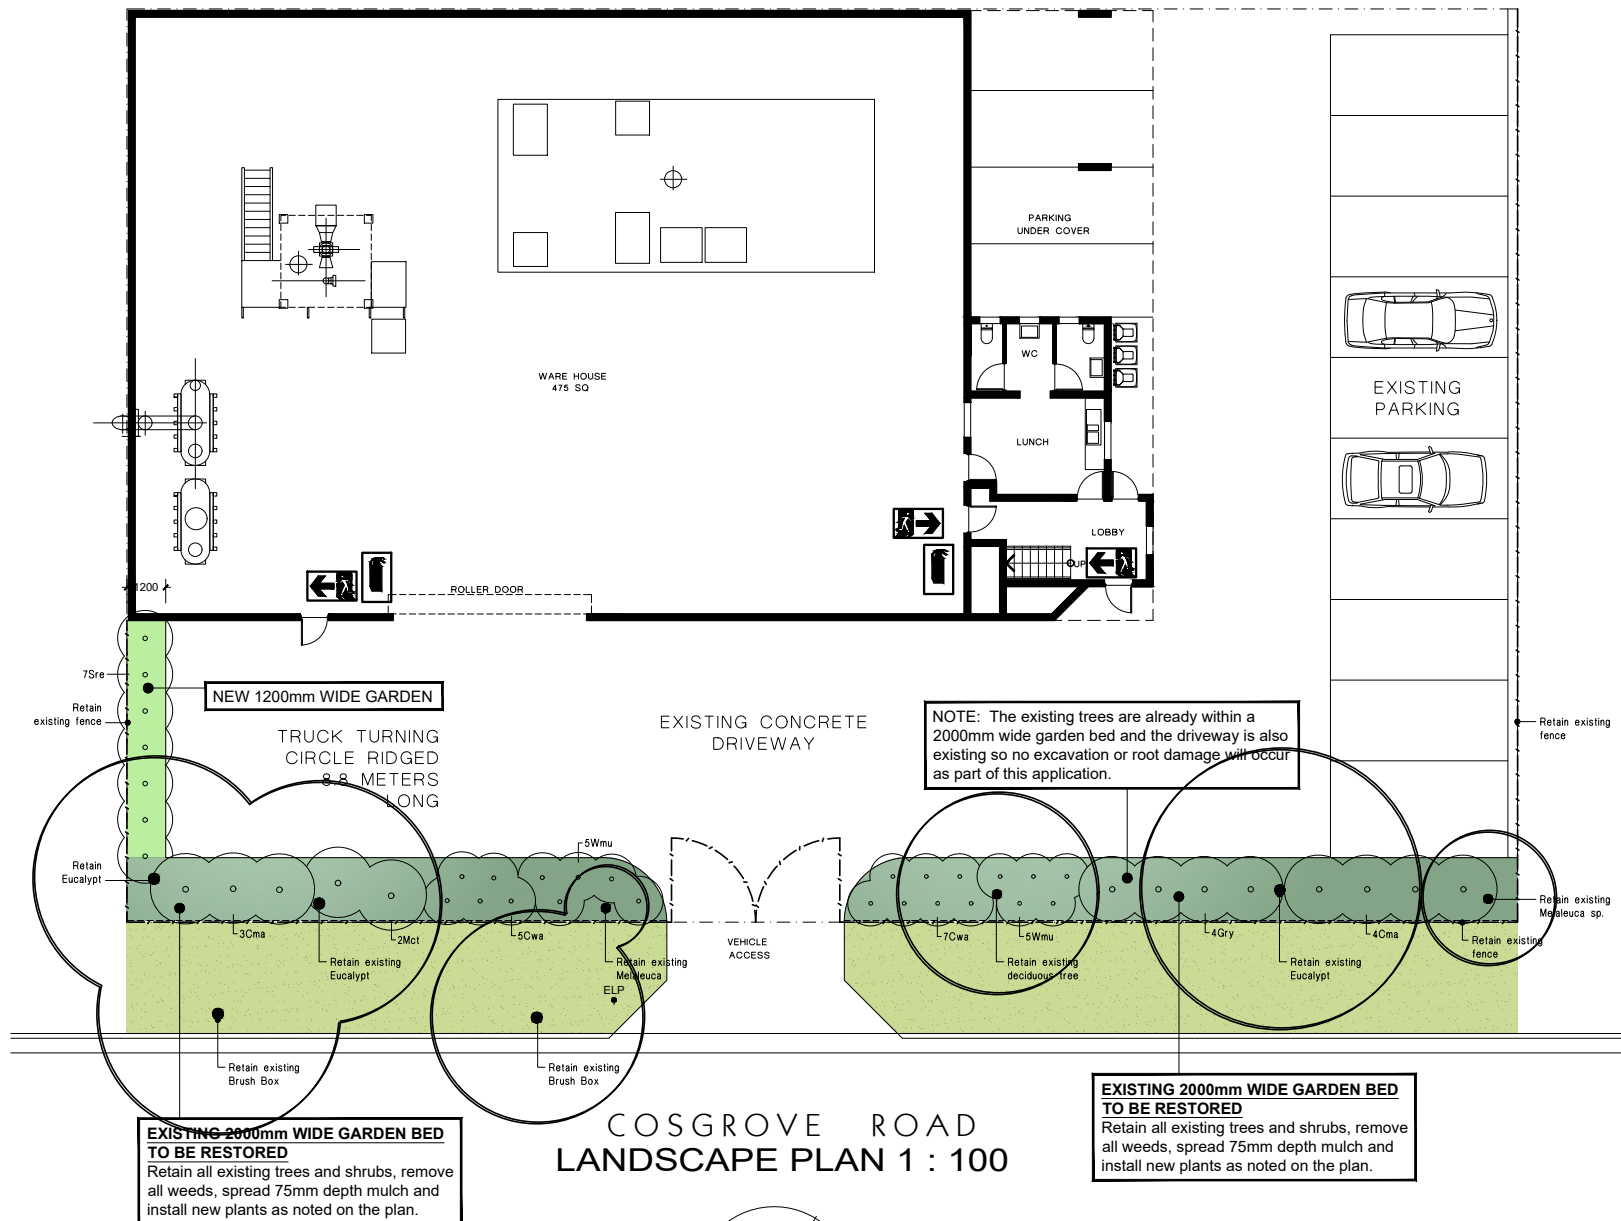 PARKING
UNDER COVER
WC
WARE HOUSE
475 SQ
EXISTING
PARKING
LUNCH
LOBBY
UP
1200
ROLLER DOOR
7Sre
NEW 1200mm WIDE GARDEN
Retain
existing fence
TRUCK TURNING
CIRCLE RIDGED
8.8 METERS
LONG
EXISTING CONCRETE
DRIVEWAY
NOTE: The existing trees are already within a
2000mm wide garden bed and the driveway is also
existing so no excavation or root damage will occur
as part of this application.
Retain existing
fence
Retain
Eucalypt
5Wmu
3Cma
2Mct
5Cwa
Retain existing
Eucalypt
Retain existing
Melaleuca
ELP
VEHICLE
ACCESS
7Cwa
5Wmu
4Gry
4Cma
Retain existing
deciduous tree
Retain existing
Eucalypt
Retain existing
fence
Retain existing
Melaleuca sp.
Retain existing
Brush Box
Retain existing
Brush Box
EXISTING 2000mm WIDE GARDEN BED
TO BE RESTORED
Retain all existing trees and shrubs, remove
all weeds, spread 75mm depth mulch and
install new plants as noted on the plan.
COSGROVE ROAD
LANDSCAPE PLAN 1 : 100
EXISTING 2000mm WIDE GARDEN BED
TO BE RESTORED
Retain all existing trees and shrubs, remove
all weeds, spread 75mm depth mulch and
install new plants as noted on the plan.